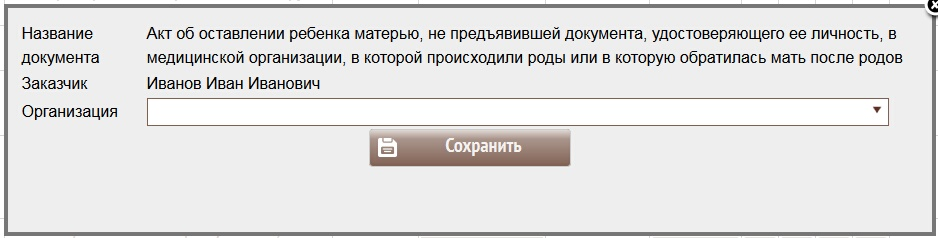 Название Акт об оставлении ребенка матерью, не предъявившей документа, удостоверяющего ее личность, в
документа медицинской организации, в которой происходили роды или в которую обратилась мать после родов
Заказчик Иванов Иван Иванович
Организация
Сохранить